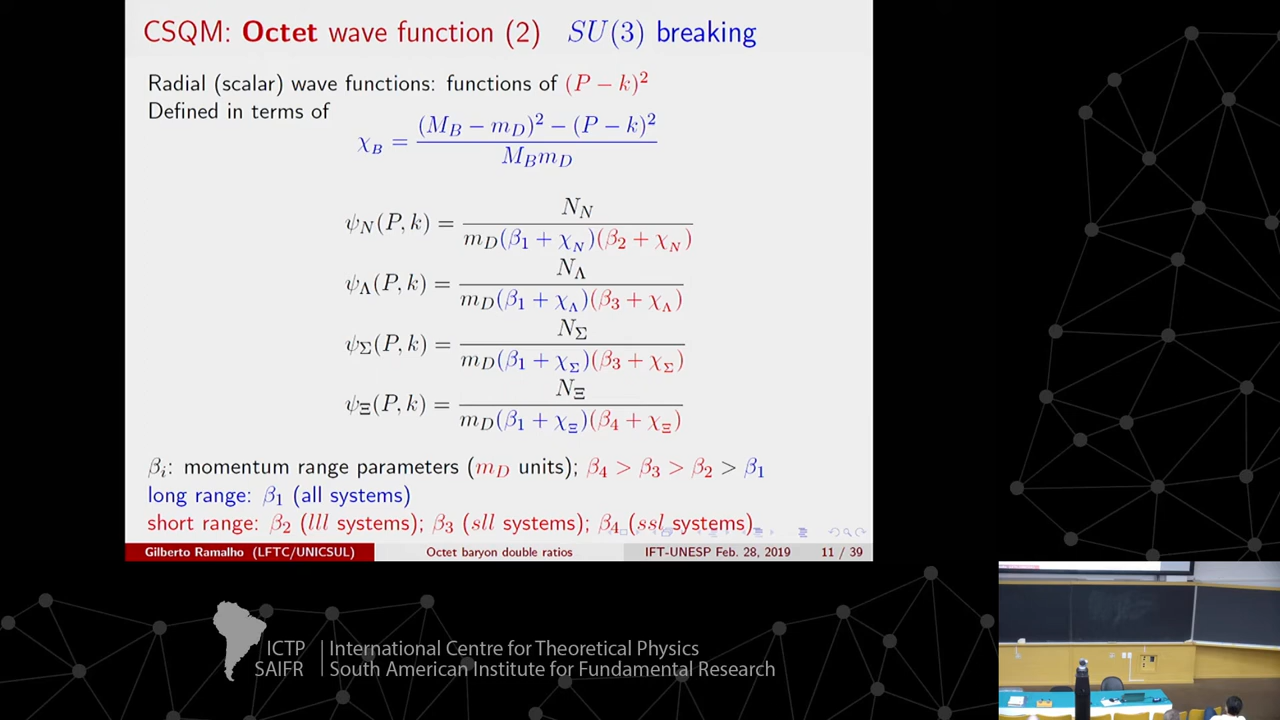 CSQM: Octet wave function (2) SU(3) breaking
Radial (scalar) wave functions: functions of (P − k)²
Defined in terms of
χ_B = ((M_B − m_D)² − (P − k)²) / (M_B m_D)
ψ_N(P, k) = N_N / (m_D(β₁ + χ_N)(β₂ + χ_N))
ψ_Λ(P, k) = N_Λ / (m_D(β₁ + χ_Λ)(β₃ + χ_Λ))
ψ_Σ(P, k) = N_Σ / (m_D(β₁ + χ_Σ)(β₃ + χ_Σ))
ψ_Ξ(P, k) = N_Ξ / (m_D(β₁ + χ_Ξ)(β₄ + χ_Ξ))
βᵢ: momentum range parameters (m_D units); β₄ > β₃ > β₂ > β₁
long range: β₁ (all systems)
short range: β₂ (lll systems); β₃ (sll systems); β₄ (ssl systems)
Gilberto Ramalho (LFTC/UNICSUL) Octet baryon double ratios IFT-UNESP Feb. 28, 2019 11 / 39
ICTP International Centre for Theoretical Physics
SAIFR South American Institute for Fundamental Research